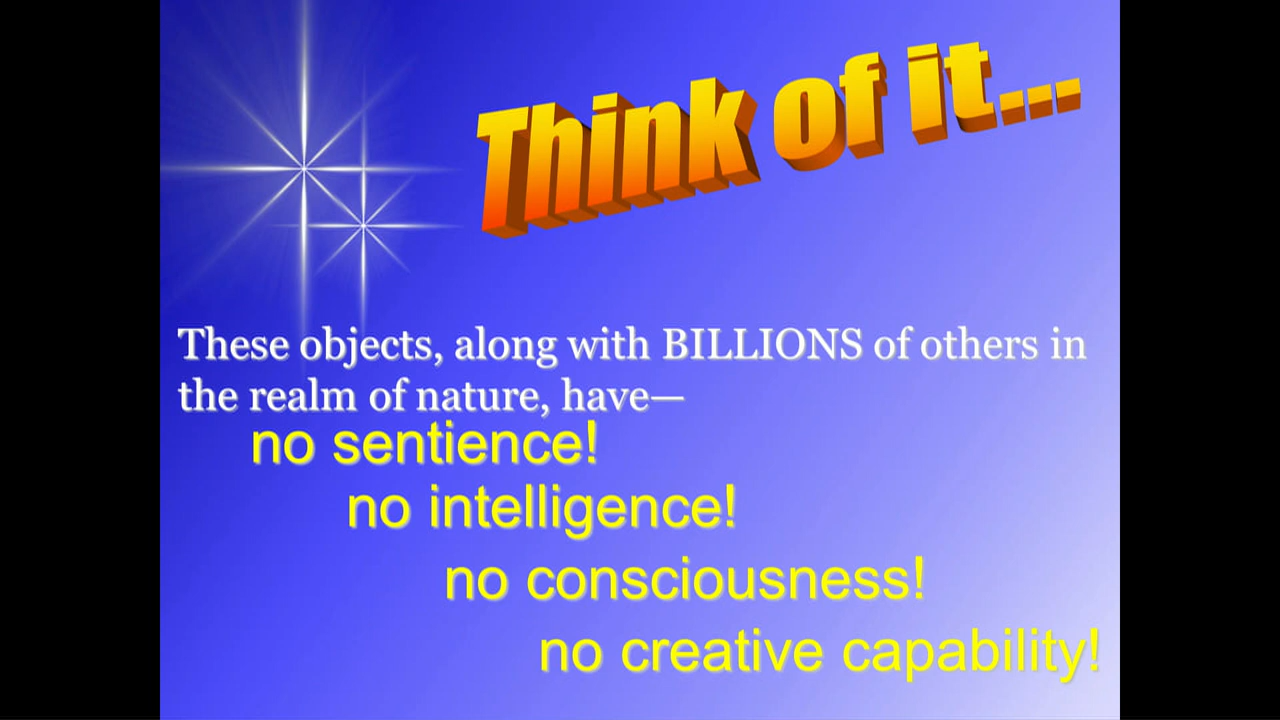 Think of it...
These objects, along with BILLIONS of others in
the realm of nature, have—
no sentience!
no intelligence!
no consciousness!
no creative capability!